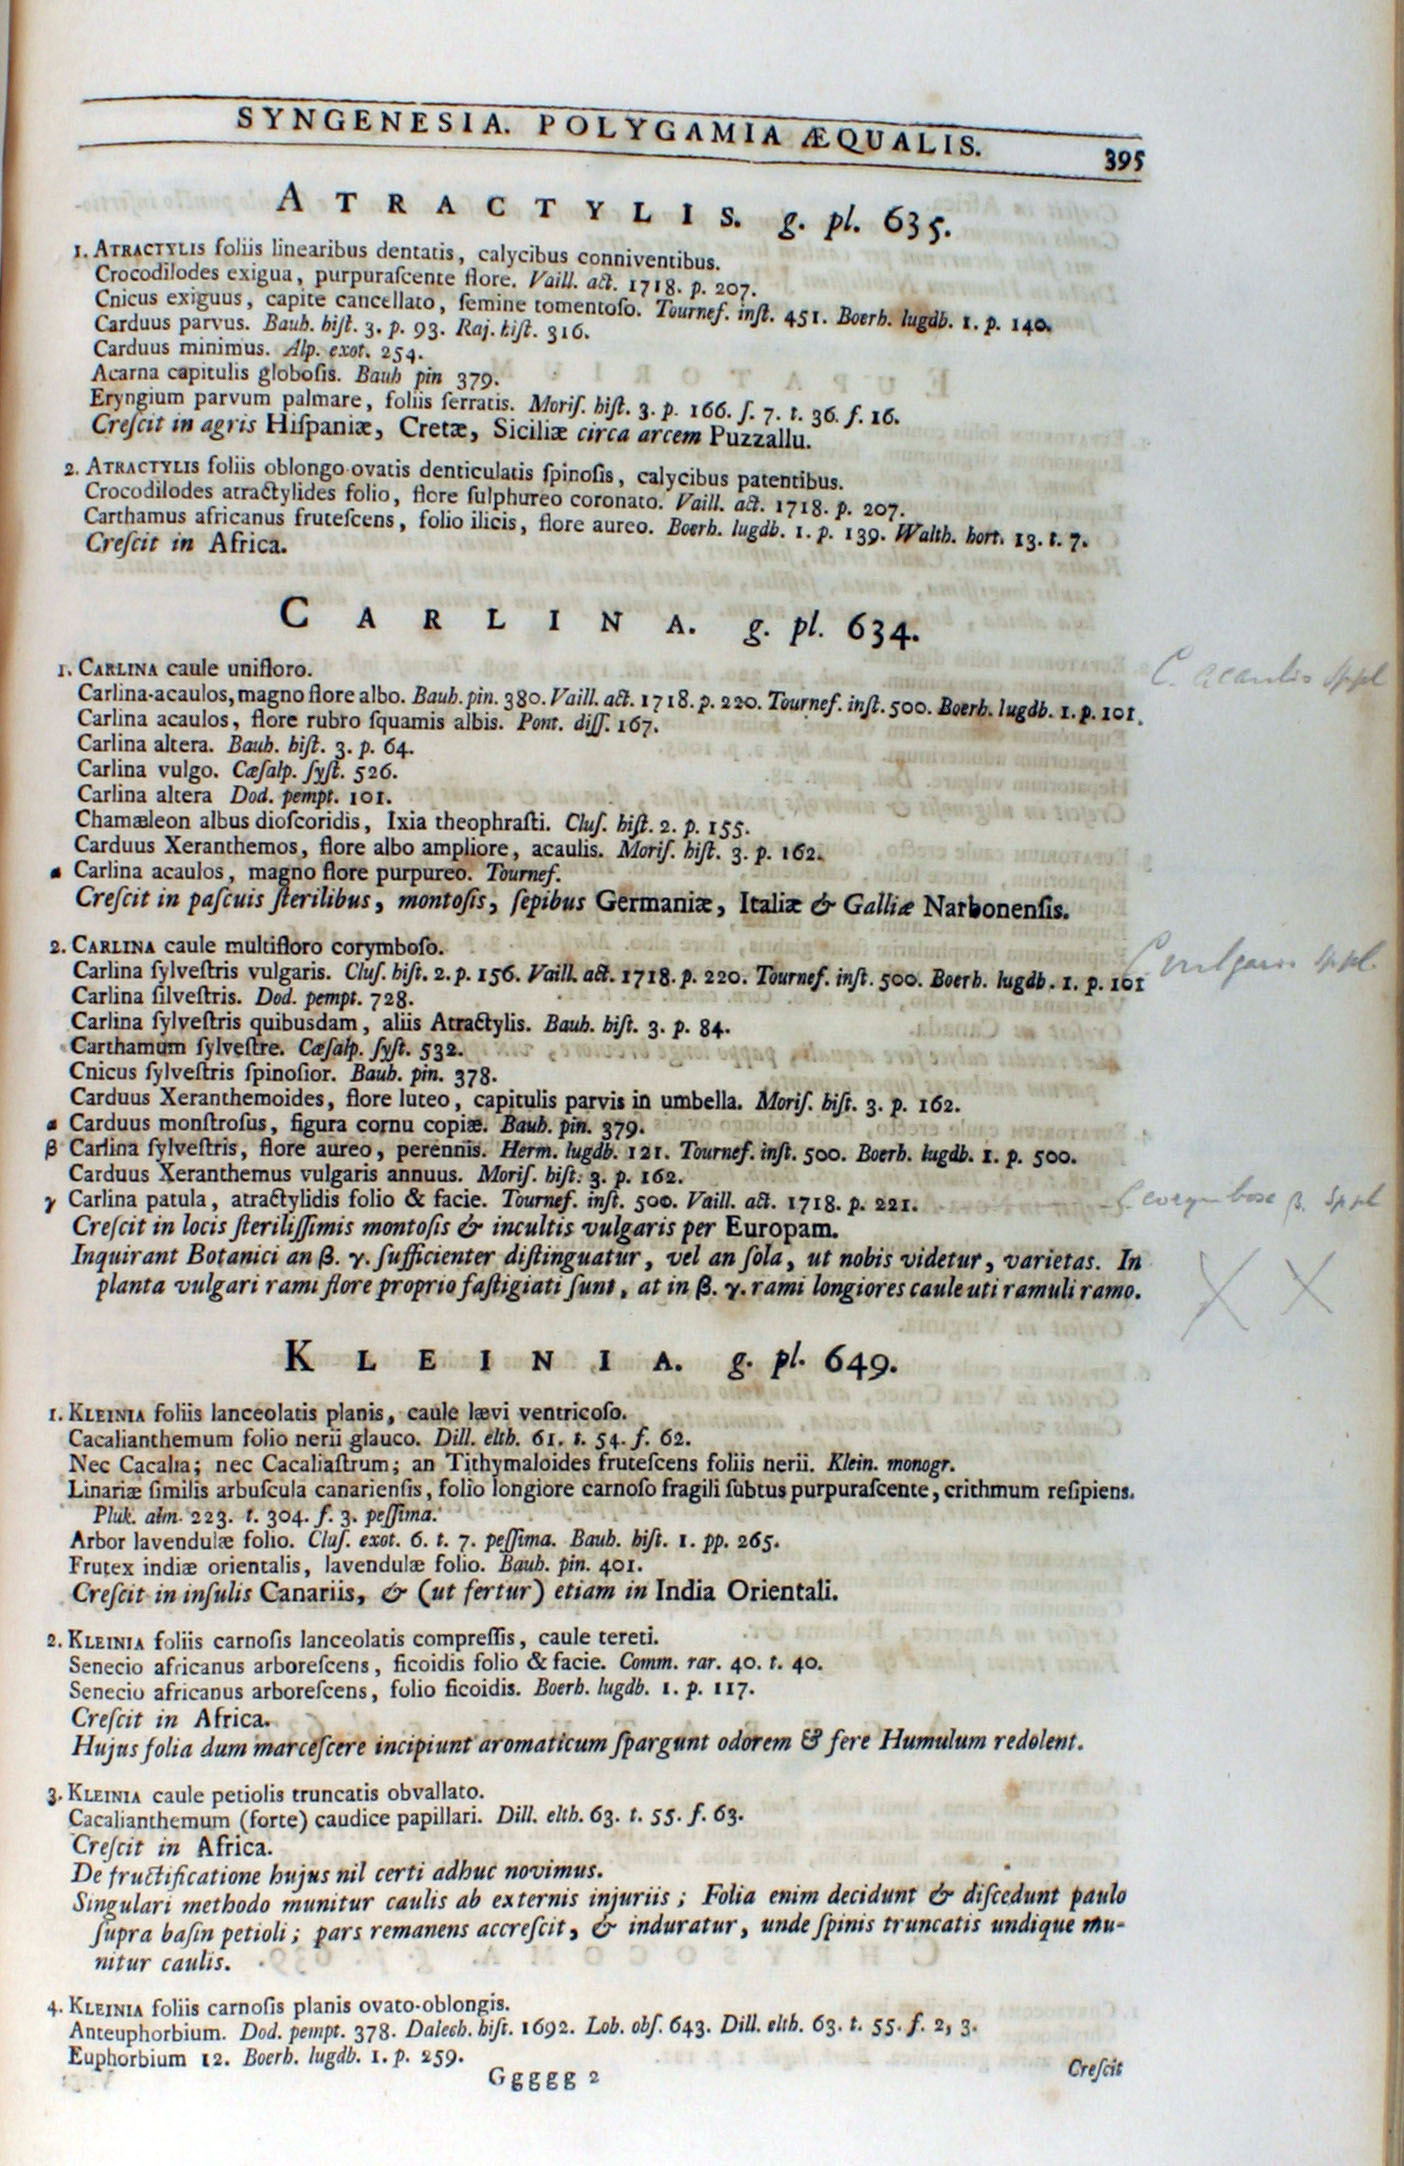 SYNGENESIA. POLYGAMIA ÆQUALIS. 395
ATRACTYLIS. g. pl. 635.
1. ATRACTYLIS foliis linearibus dentatis, calycibus conniventibus.
Crocodilodes exigua, purpuraſcente flore. Vaill. act. 1718. p. 207.
Cnicus exiguus, capite cancellato, ſemine tomentoſo. Tournef. inſt. 451. Boerh. lugdb. 1. p. 140.
Carduus parvus. Bauh. hiſt. 3. p. 93. Raj. hiſt. 316.
Carduus minimus. Alp. exot. 254.
Acarna capitulis globoſis. Bauh pin 379.
Eryngium parvum palmare, foliis ſerratis. Moriſ. hiſt. 3. p. 166. ſ. 7. t. 36. f. 16.
Creſcit in agris Hiſpaniæ, Cretæ, Siciliæ circa arcem Puzzallu.
2. ATRACTYLIS foliis oblongo-ovatis denticulatis ſpinoſis, calycibus patentibus.
Crocodilodes atractylides folio, flore ſulphureo coronato. Vaill. act. 1718. p. 207.
Carthamus africanus fruteſcens, folio ilicis, flore aureo. Boerh. lugdb. 1. p. 139. Walth. hort. 13. t. 7.
Creſcit in Africa.
CARLINA. g. pl. 634.
1. CARLINA caule unifloro.
C. acaulis Sp pl
Carlina-acaulos, magno flore albo. Bauh. pin. 380. Vaill. act. 1718. p. 220. Tournef. inſt. 500. Boerh. lugdb. 1. p. 101.
Carlina acaulos, flore rubro ſquamis albis. Pont. diſſ. 167.
Carlina altera. Bauh. hiſt. 3. p. 64.
Carlina vulgo. Cæſalp. ſyſt. 526.
Carlina altera Dod. pempt. 101.
Chamæleon albus dioſcoridis, Ixia theophraſti. Cluſ. hiſt. 2. p. 155.
Carduus Xeranthemos, flore albo ampliore, acaulis. Moriſ. hiſt. 3. p. 162.
α Carlina acaulos, magno flore purpureo. Tournef.
Creſcit in paſcuis ſterilibus, montoſis, ſepibus Germaniæ, Italiæ & Galliæ Narbonenſis.
2. CARLINA caule multifloro corymboſo.
C. vulgaris Sp. pl.
Carlina ſylveſtris vulgaris. Cluſ. hiſt. 2. p. 156. Vaill. act. 1718. p. 220. Tournef. inſt. 500. Boerh. lugdb. 1. p. 101
Carlina ſilveſtris. Dod. pempt. 728.
Carlina ſylveſtris quibusdam, aliis Atractylis. Bauh. hiſt. 3. p. 84.
Carthamum ſylveſtre. Cæſalp. ſyſt. 532.
Cnicus ſylveſtris ſpinoſior. Bauh. pin. 378.
Carduus Xeranthemoides, flore luteo, capitulis parvis in umbella. Moriſ. hiſt. 3. p. 162.
α Carduus monſtroſus, figura cornu copiæ. Bauh. pin. 379.
β Carlina ſylveſtris, flore aureo, perennis. Herm. lugdb. 121. Tournef. inſt. 500. Boerh. lugdb. 1. p. 500.
Carduus Xeranthemus vulgaris annuus. Moriſ. hiſt. 3. p. 162.
γ Carlina patula, atractylidis folio & facie. Tournef. inſt. 500. Vaill. act. 1718. p. 221.
C. corymbosa β. Sp pl
Creſcit in locis ſteriliſſimis montoſis & incultis vulgaris per Europam.
Inquirant Botanici an β. γ. ſufficienter diſtinguatur, vel an ſola, ut nobis videtur, varietas. In
planta vulgari rami flore proprio faſtigiati ſunt, at in β. γ. rami longiores caule uti ramuli ramo.
X X
KLEINIA. g. pl. 649.
1. KLEINIA foliis lanceolatis planis, caule lævi ventricoſo.
Cacalianthemum folio nerii glauco. Dill. elth. 61. t. 54. f. 62.
Nec Cacalia; nec Cacaliaſtrum; an Tithymaloides fruteſcens foliis nerii. Klein. monogr.
Linariæ ſimilis arbuſcula canarienſis, folio longiore carnoſo fragili ſubtus purpuraſcente, crithmum reſipiens.
Pluk. alm. 223. t. 304. f. 3. peſſima.
Arbor lavendulæ folio. Cluſ. exot. 6. t. 7. peſſima. Bauh. hiſt. 1. pp. 265.
Frutex indiæ orientalis, lavendulæ folio. Bauh. pin. 401.
Creſcit in inſulis Canariis, & (ut fertur) etiam in India Orientali.
2. KLEINIA foliis carnoſis lanceolatis compreſſis, caule tereti.
Senecio africanus arboreſcens, ficoidis folio & facie. Comm. rar. 40. t. 40.
Senecio africanus arboreſcens, folio ficoidis. Boerh. lugdb. 1. p. 117.
Creſcit in Africa.
Hujus folia dum marceſcere incipiunt aromaticum ſpargunt odorem & fere Humulum redolent.
3. KLEINIA caule petiolis truncatis obvallato.
Cacalianthemum (forte) caudice papillari. Dill. elth. 63. t. 55. f. 63.
Creſcit in Africa.
De fructificatione hujus nil certi adhuc novimus.
Singulari methodo munitur caulis ab externis injuriis; Folia enim decidunt & diſcedunt paulo
ſupra baſin petioli; pars remanens accreſcit, & induratur, unde ſpinis truncatis undique mu-
nitur caulis.
4. KLEINIA foliis carnoſis planis ovato-oblongis.
Anteuphorbium. Dod. pempt. 378. Dalech. hiſt. 1692. Lob. obſ. 643. Dill. elth. 63. t. 55. f. 2, 3.
Euphorbium 12. Boerh. lugdb. 1. p. 259.
Ggggg 2 Creſcit